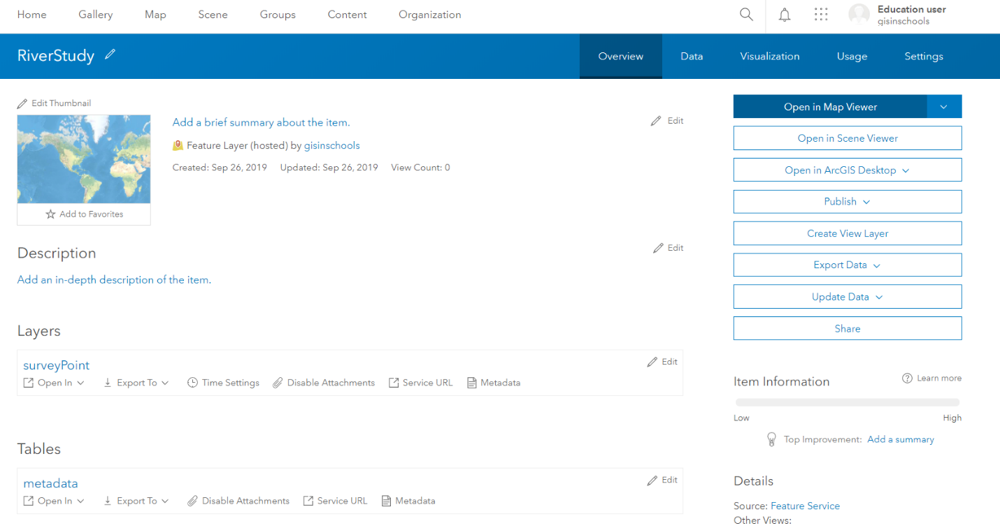 Home Gallery Map Scene Groups Content Organization Education user
gisinschools
RiverStudy Overview Data Visualization Usage Settings
Edit Thumbnail
Add a brief summary about the item. Edit
Feature Layer (hosted) by gisinschools
Created: Sep 26, 2019 Updated: Sep 26, 2019 View Count: 0
Add to Favorites
Description Edit
Add an in-depth description of the item.
Layers
surveyPoint Edit
Open In Export To Time Settings Disable Attachments Service URL Metadata
Tables
metadata Edit
Open In Export To Disable Attachments Service URL Metadata
Open in Map Viewer
Open in Scene Viewer
Open in ArcGIS Desktop
Publish
Create View Layer
Export Data
Update Data
Share
Item Information Learn more
Low High
Top Improvement: Add a summary
Details
Source: Feature Service
Other Views: